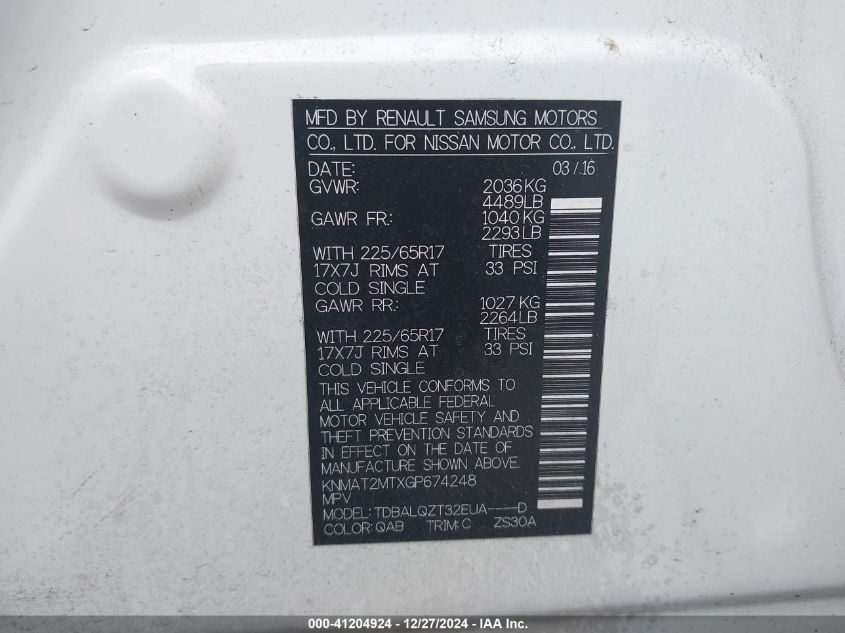 MFD BY RENAULT SAMSUNG MOTORS
CO., LTD. FOR NISSAN MOTOR CO., LTD.
DATE: 03/16
GVWR: 2036KG
4489LB
GAWR FR.: 1040KG
2293LB
WITH 225/65R17 TIRES
17X7J RIMS AT 33 PSI
COLD SINGLE
GAWR RR.: 1027KG
2264LB
WITH 225/65R17 TIRES
17X7J RIMS AT 33 PSI
COLD SINGLE
THIS VEHICLE CONFORMS TO
ALL APPLICABLE FEDERAL
MOTOR VEHICLE SAFETY AND
THEFT PREVENTION STANDARDS
IN EFFECT ON THE DATE OF
MANUFACTURE SHOWN ABOVE.
KNMAT2MTXGP674248
MPV
MODEL: TDBALQZT32EUA----D
COLOR: QAB TRIM: C ZS30A
000-41204924 - 12/27/2024 - IAA Inc.